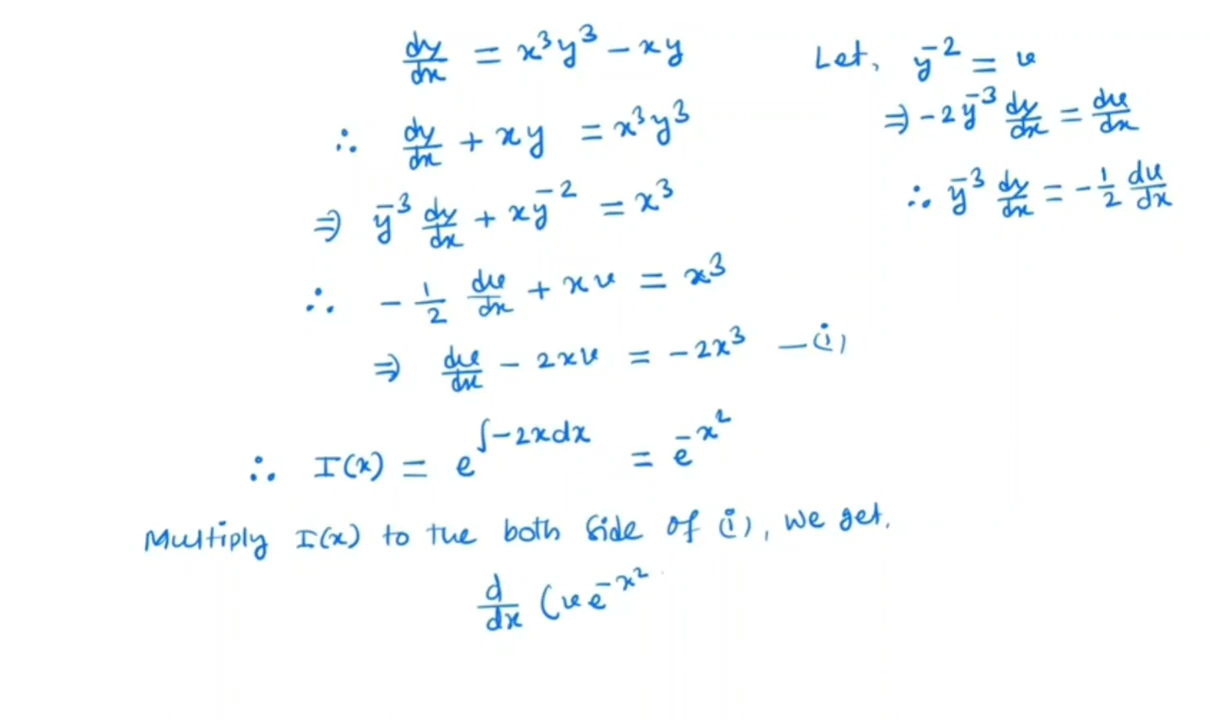 dy/dx = x³y³ − xy
∴ dy/dx + xy = x³y³
⇒ y⁻³ dy/dx + xy⁻² = x³
∴ −1/2 du/dx + xu = x³
⇒ du/dx − 2xu = −2x³ —(i)
∴ I(x) = e^∫−2xdx = e^−x²
Multiply I(x) to the both side of (i), we get,
d/dx (ue^−x²
Let, y⁻² = u
⇒ −2y⁻³ dy/dx = du/dx
∴ y⁻³ dy/dx = −1/2 du/dx